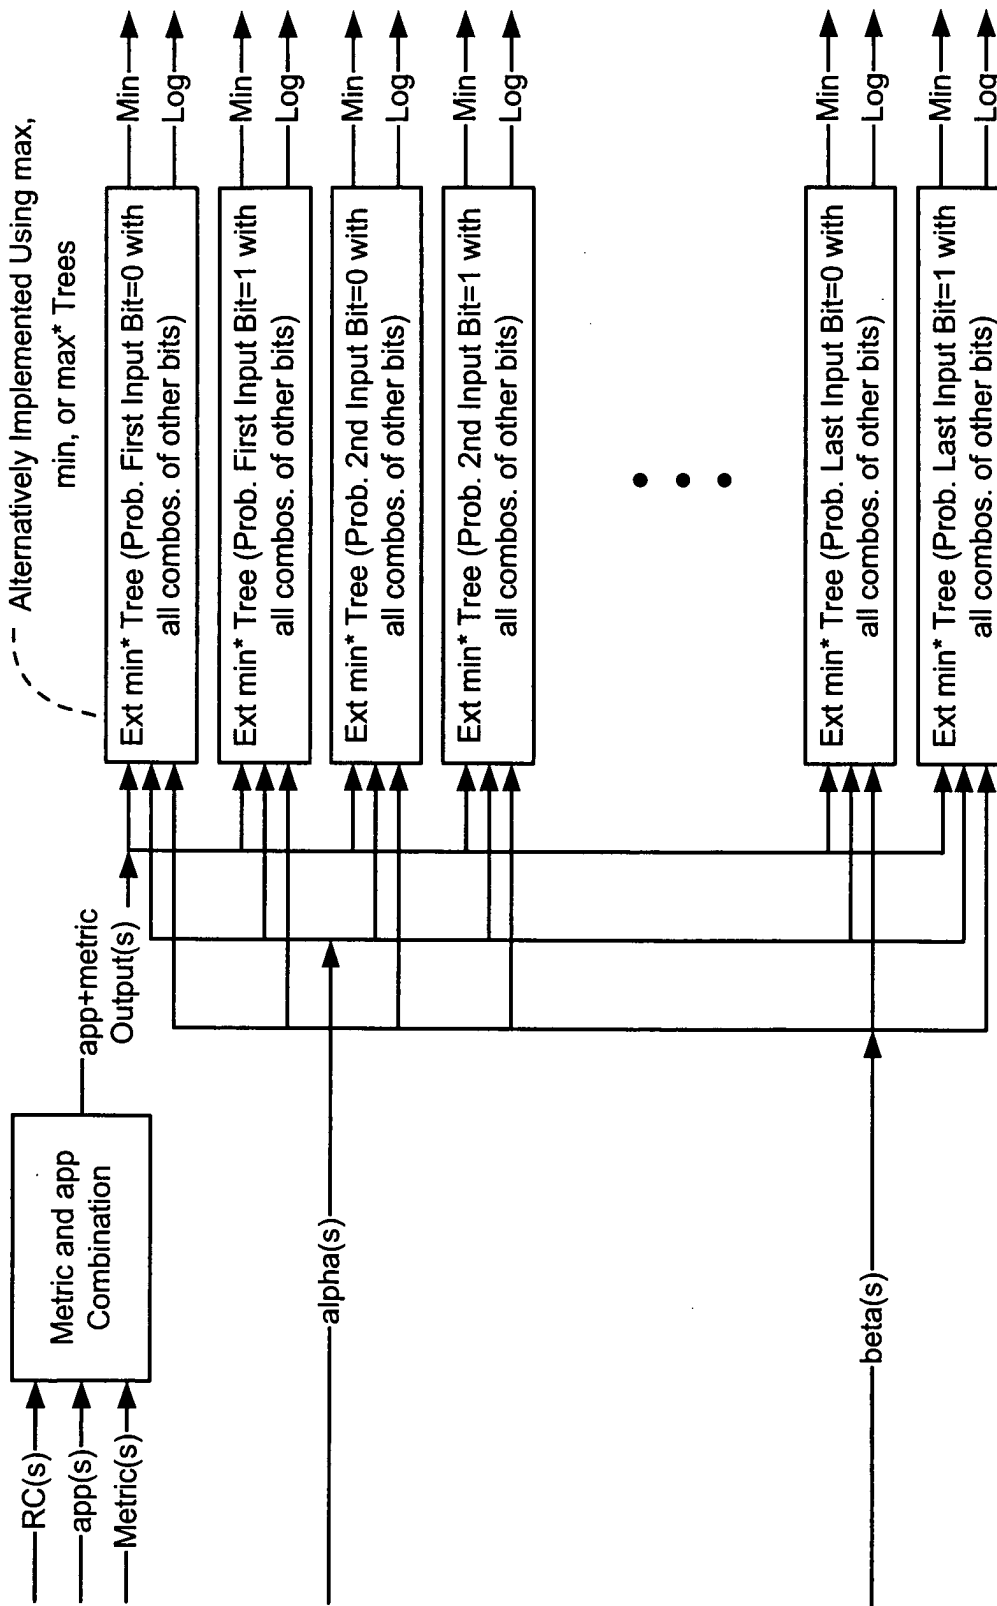 RC(s)
app(s)
Metric(s)
Metric and app
Combination
app+metric
Output(s)
alpha(s)
beta(s)
Alternatively Implemented Using max,
min, or max* Trees
Ext min* Tree (Prob. First Input Bit=0 with
all combos. of other bits)
Min
Log
Ext min* Tree (Prob. First Input Bit=1 with
all combos. of other bits)
Min
Log
Ext min* Tree (Prob. 2nd Input Bit=0 with
all combos. of other bits)
Min
Log
Ext min* Tree (Prob. 2nd Input Bit=1 with
all combos. of other bits)
Min
Log
Ext min* Tree (Prob. Last Input Bit=0 with
all combos. of other bits)
Min
Log
Ext min* Tree (Prob. Last Input Bit=1 with
all combos. of other bits)
Min
Log